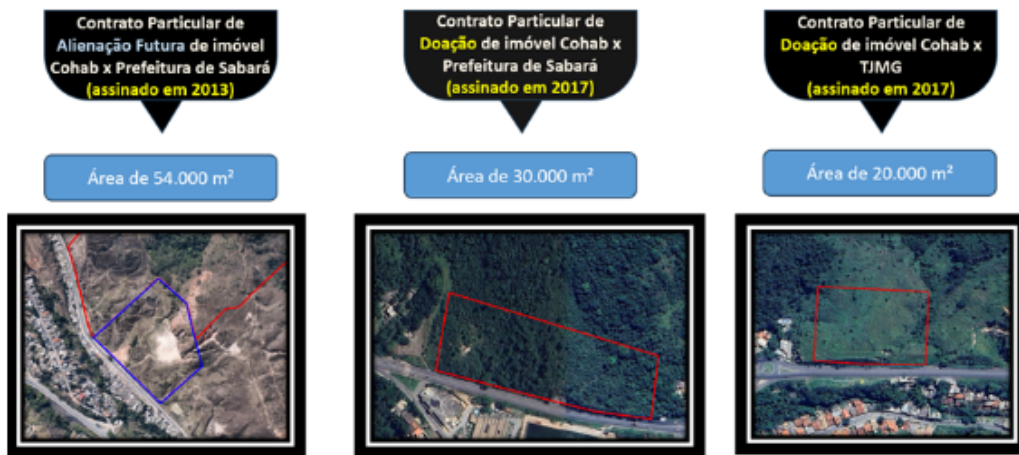 Contrato Particular de
Alienação Futura de imóvel
Cohab x Prefeitura de Sabará
(assinado em 2013)
Área de 54.000 m²
Contrato Particular de
Doação de imóvel Cohab x
Prefeitura de Sabará
(assinado em 2017)
Área de 30.000 m²
Contrato Particular de
Doação de imóvel Cohab x
TJMG
(assinado em 2017)
Área de 20.000 m²